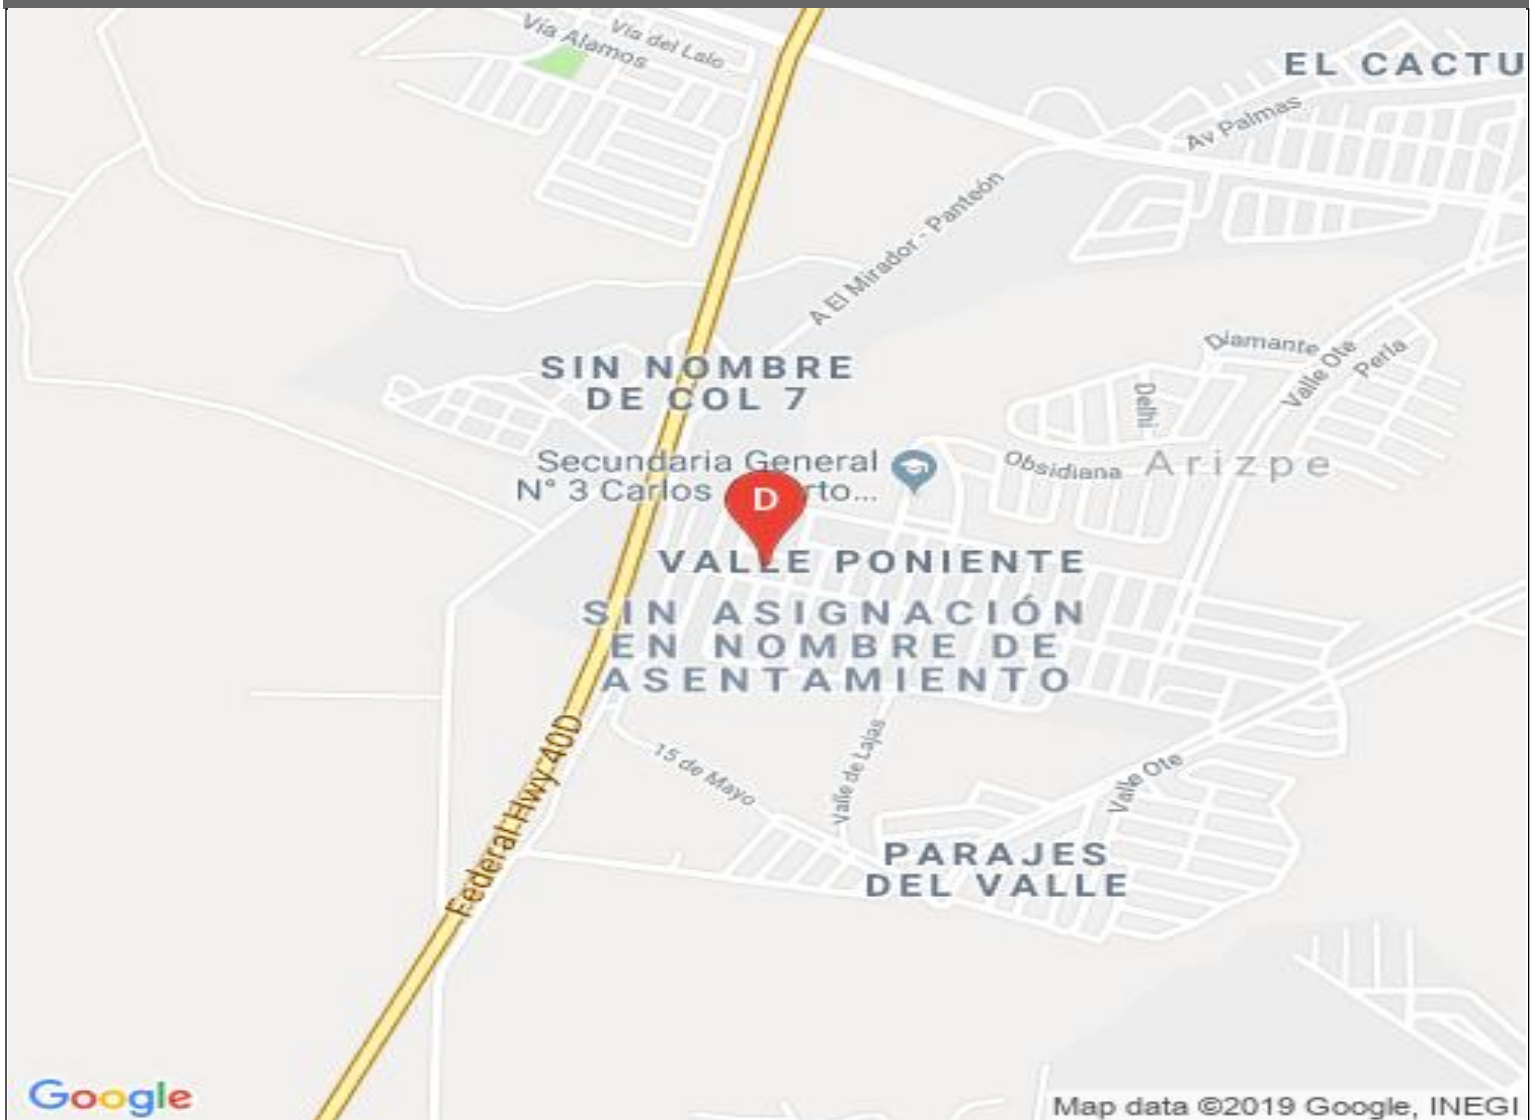 Vía Alamos
Vía del Lalo
EL CACTU
Av Palmas
A El Mirador - Panteón
SIN NOMBRE
DE COL 7
Diamante
Valle Ote
Perla
Delhi
Secundaria General
N° 3 Carlos rto...
Obsidiana
Arizpe
D
VALLE PONIENTE
SIN ASIGNACIÓN
EN NOMBRE DE
ASENTAMIENTO
Federal Hwy 40D
15 de Mayo
Valle de Lajas
Valle Ote
PARAJES
DEL VALLE
Google
Map data ©2019 Google, INEGI